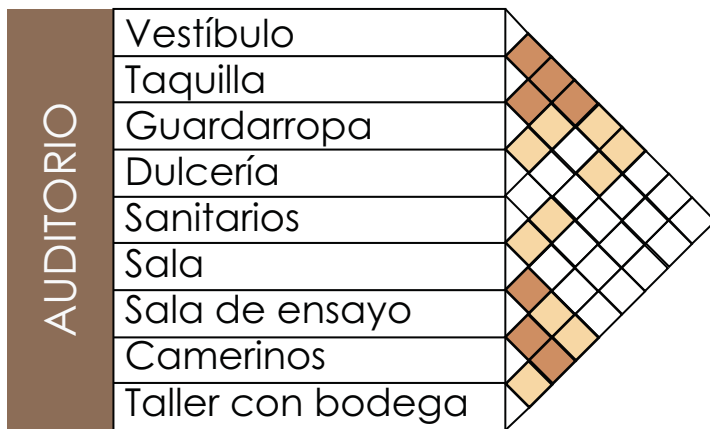 AUDITORIO
Vestíbulo
Taquilla
Guardarropa
Dulcería
Sanitarios
Sala
Sala de ensayo
Camerinos
Taller con bodega